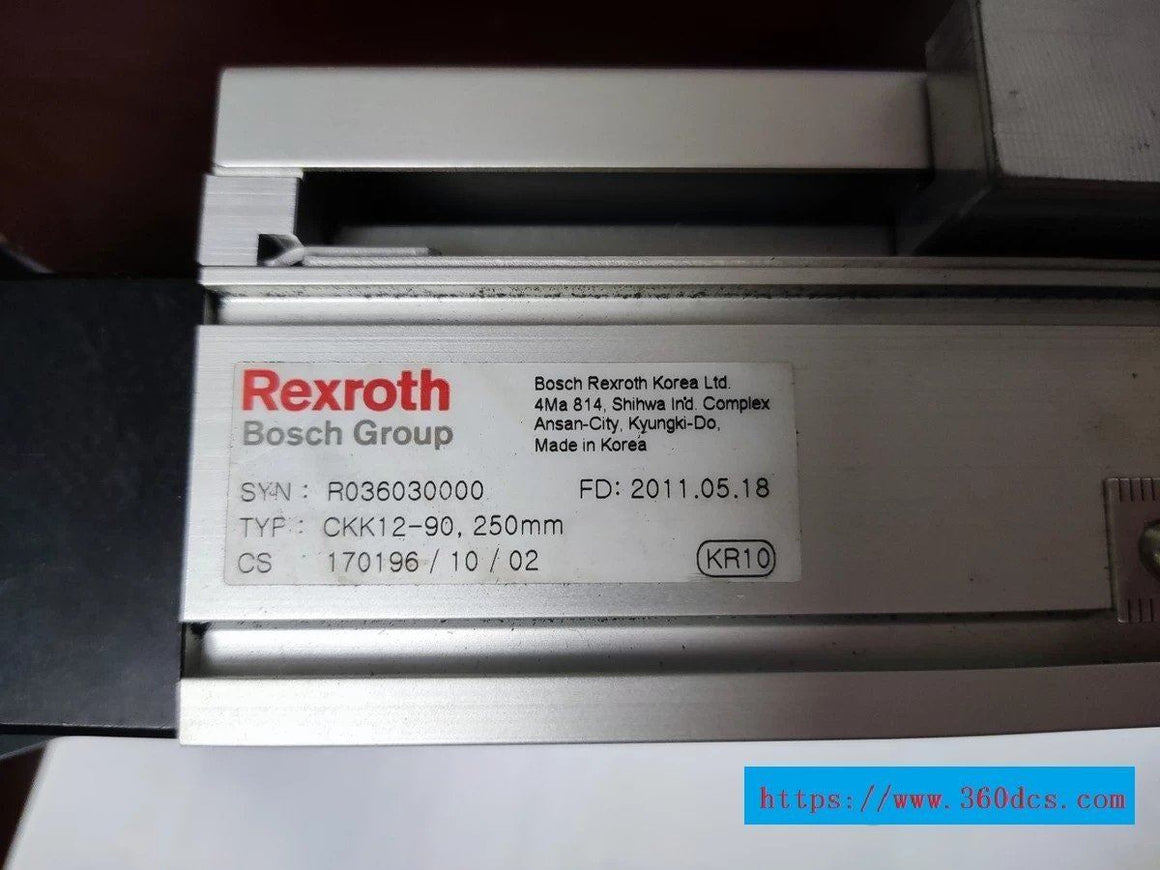 Rexroth
Bosch Group
Bosch Rexroth Korea Ltd.
4Ma 814, Shihwa Ind. Complex
Ansan-City, Kyungki-Do,
Made in Korea
SY-N : R036030000 FD: 2011.05.18
TYP : CKK12-90, 250mm
CS 170196 / 10 / 02 KR10
https://www.360dcs.com